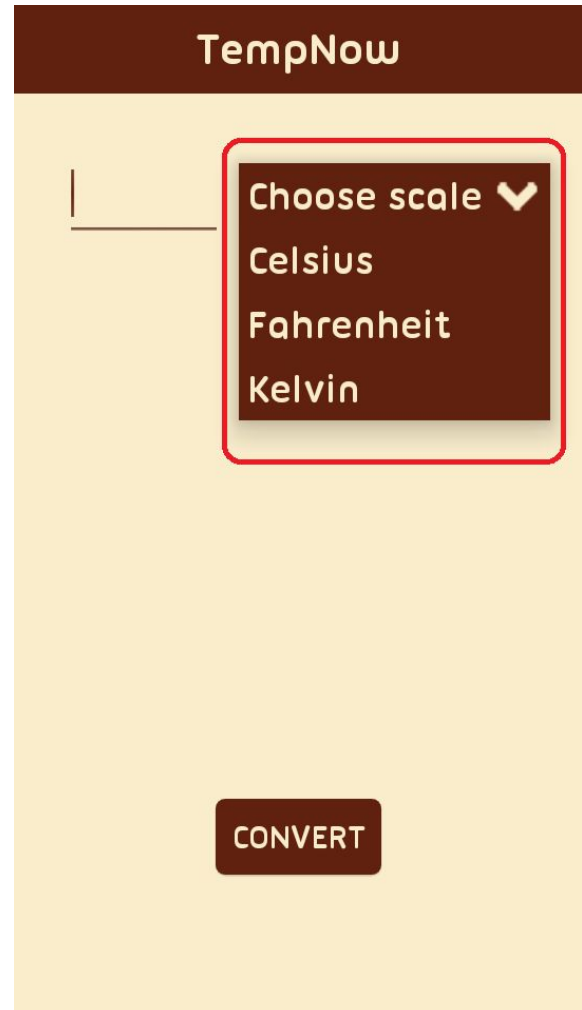 TempNow
Choose scale
Celsius
Fahrenheit
Kelvin
CONVERT